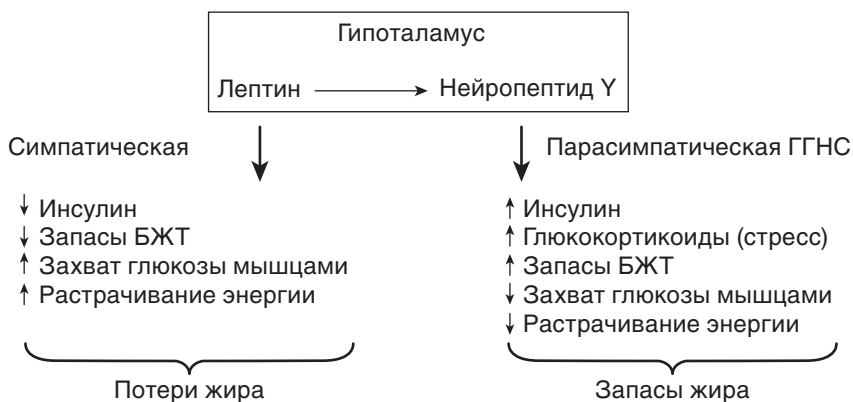 Гипоталамус
Лептин → Нейропептид Y
Симпатическая
↓ Инсулин
↓ Запасы БЖТ
↑ Захват глюкозы мышцами
↑ Растрачивание энергии
Потери жира
Парасимпатическая ГГНС
↑ Инсулин
↑ Глюкокортикоиды (стресс)
↑ Запасы БЖТ
↓ Захват глюкозы мышцами
↓ Растрачивание энергии
Запасы жира